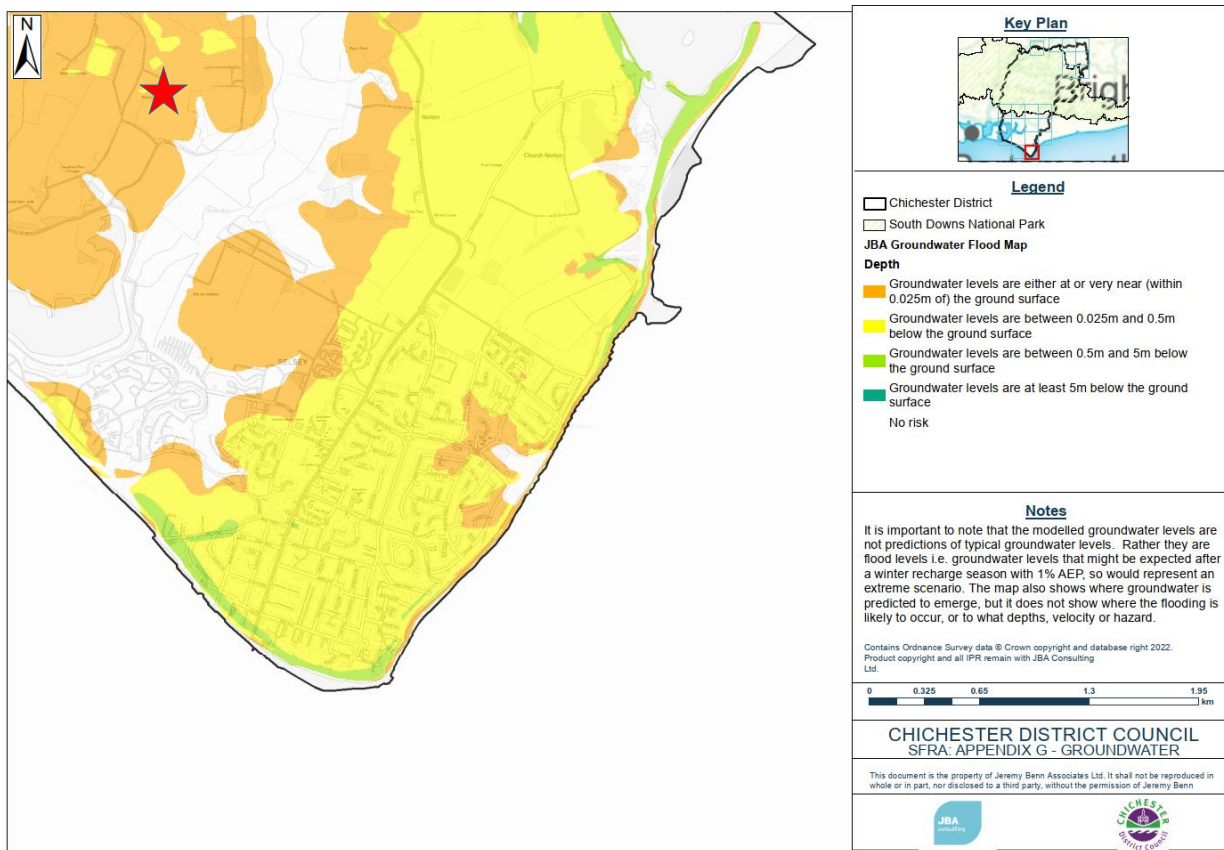 N
Norton
Church Norton
SELSEY
Key Plan
Brigh
Legend
Chichester District
South Downs National Park
JBA Groundwater Flood Map
Depth
Groundwater levels are either at or very near (within
0.025m of) the ground surface
Groundwater levels are between 0.025m and 0.5m
below the ground surface
Groundwater levels are between 0.5m and 5m below
the ground surface
Groundwater levels are at least 5m below the ground
surface
No risk
Notes
It is important to note that the modelled groundwater levels are
not predictions of typical groundwater levels. Rather they are
flood levels i.e. groundwater levels that might be expected after
a winter recharge season with 1% AEP, so would represent an
extreme scenario. The map also shows where groundwater is
predicted to emerge, but it does not show where the flooding is
likely to occur, or to what depths, velocity or hazard.
Contains Ordnance Survey data © Crown copyright and database right 2022.
Product copyright and all IPR remain with JBA Consulting
Ltd.
0 0.325 0.65 1.3 1.95
km
CHICHESTER DISTRICT COUNCIL
SFRA: APPENDIX G - GROUNDWATER
This document is the property of Jeremy Benn Associates Ltd. It shall not be reproduced in
whole or in part, nor disclosed to a third party, without the permission of Jeremy Benn
JBA
consulting
CHICHESTER
District Council